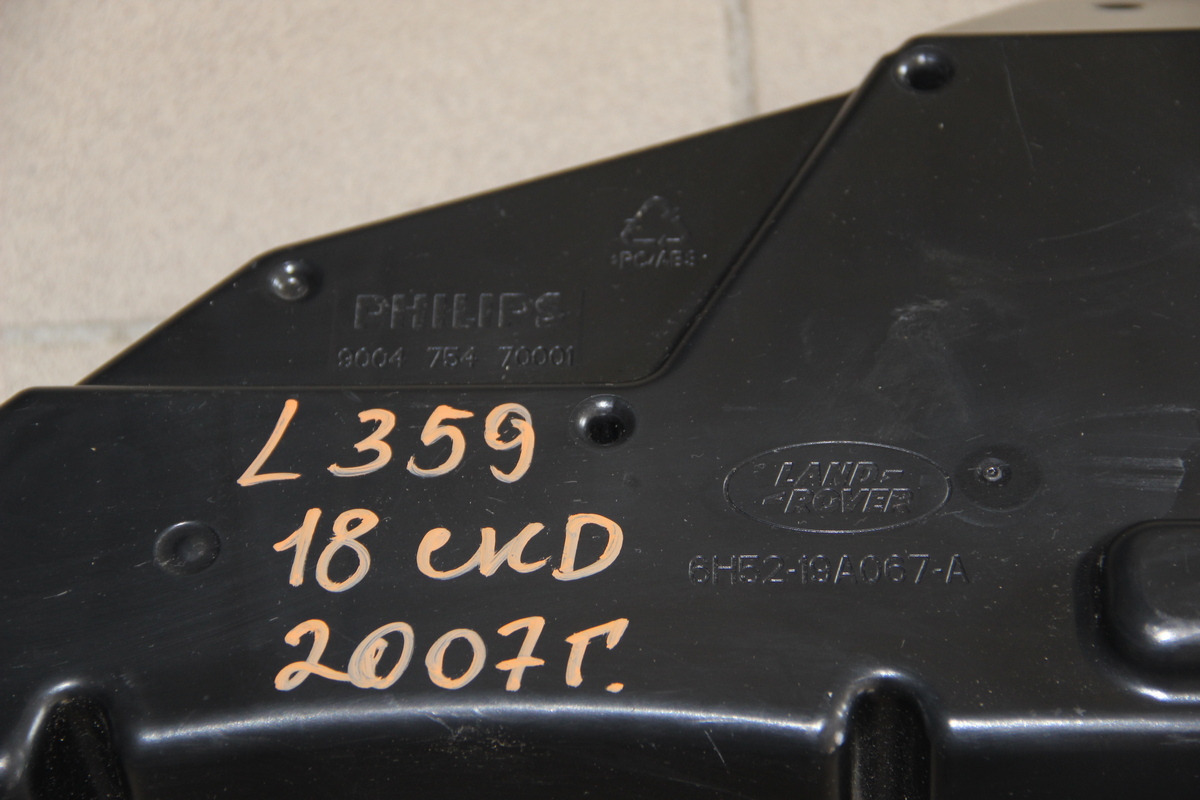 >PC/ABS<
PHILIPS
9004 754 70001
L359
18 скD
2007г.
LAND-
-ROVER
6H52-19A067-A